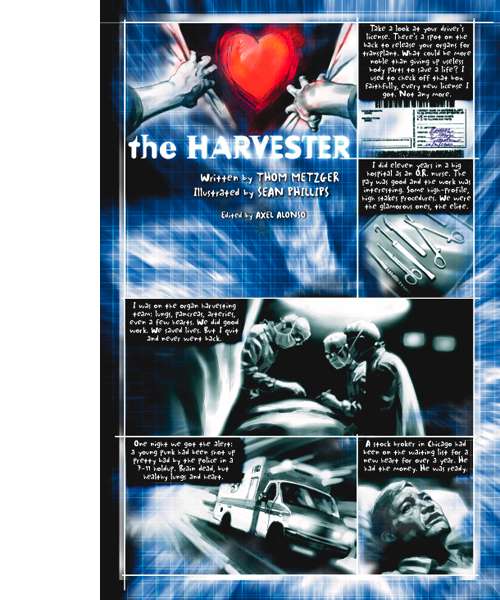 the HARVESTER
Written by THOM METZGER
Illustrated by SEAN PHILLIPS
Edited by AXEL ALONSO
Take a look at your driver's
license. There's a spot on the
back to release your organs for
transplant. What could be more
noble than giving up useless
body parts to save a life? I
used to check off that box
faithfully, every new license I
got. Not any more.
I did eleven years in a big
hospital as an O.R. nurse. The
pay was good and the work was
interesting. Some high-profile,
high stakes procedures. We were
the glamorous ones, the elite.
I was on the organ harvesting
team: lungs, pancreas, arteries,
even a few hearts. We did good
work. We saved lives. But I quit
and never went back.
One night we got the alert:
a young punk had been shot up
pretty bad by the police in a
7-11 holdup. Brain dead, but
healthy lungs and heart.
A stock broker in Chicago had
been on the waiting list for a
new heart for over a year. He
had the money. He was ready.